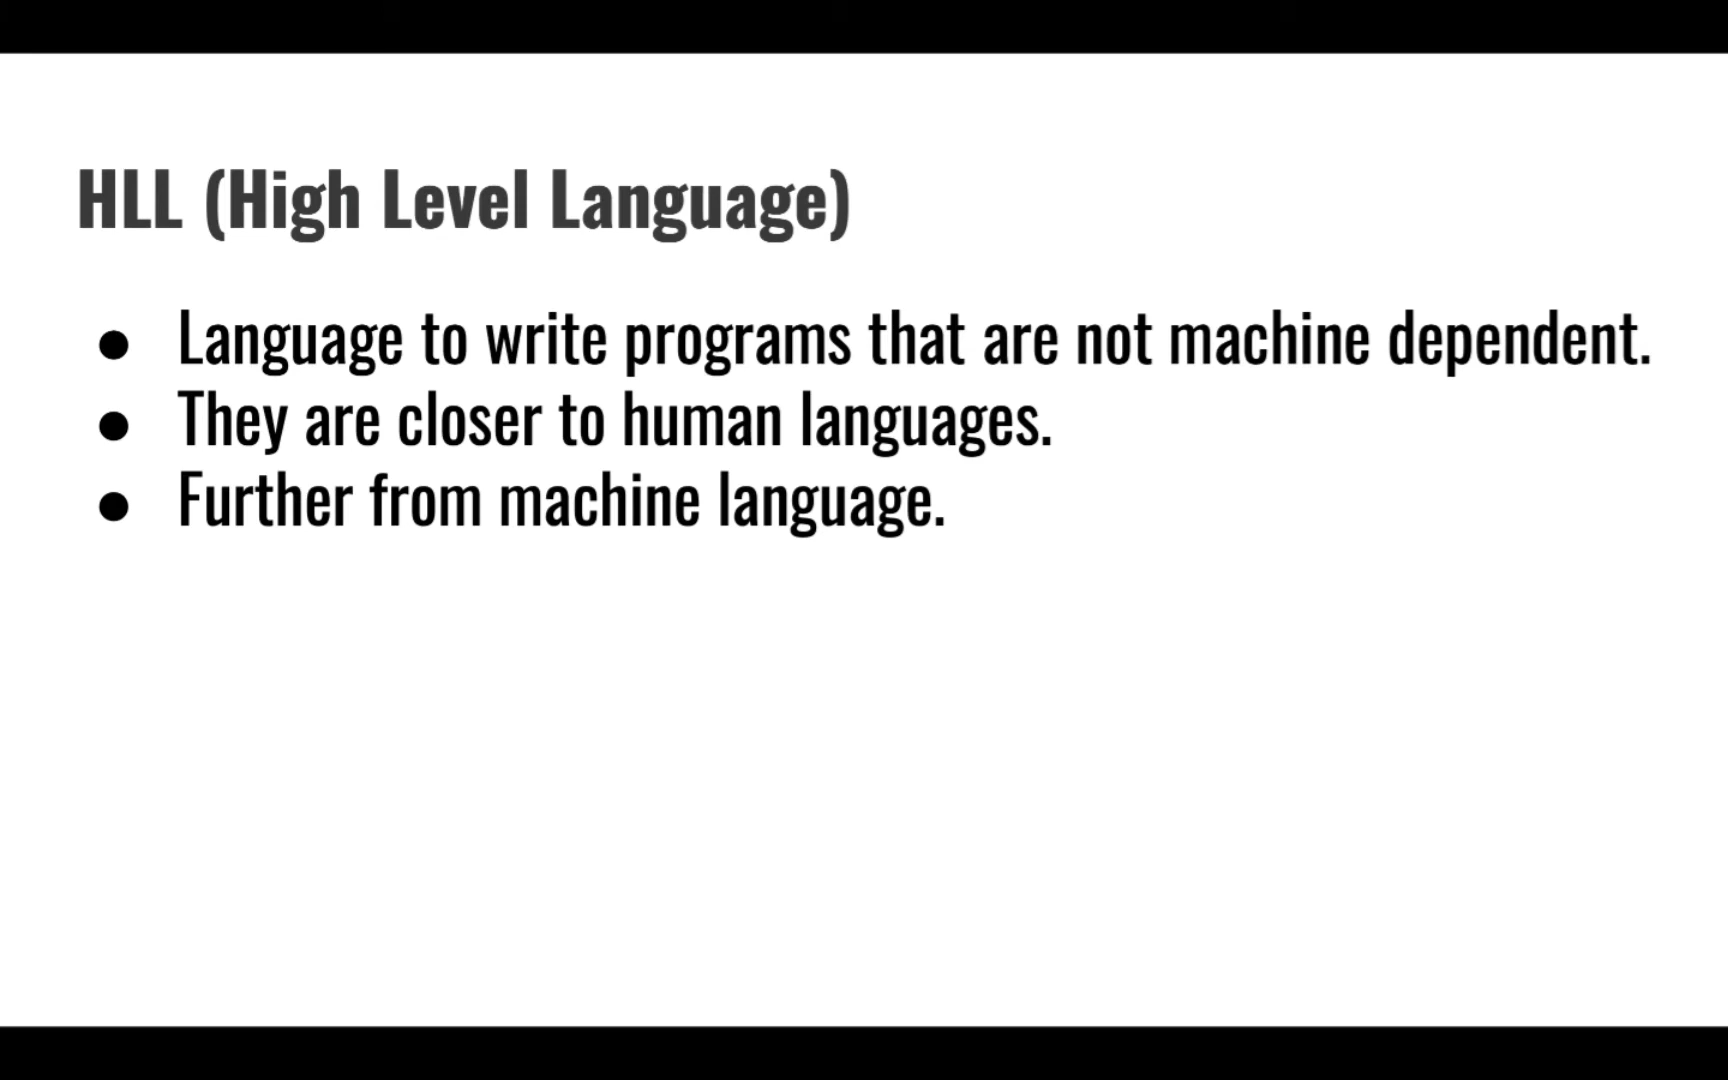 HLL (High Level Language)
● Language to write programs that are not machine dependent.
● They are closer to human languages.
● Further from machine language.